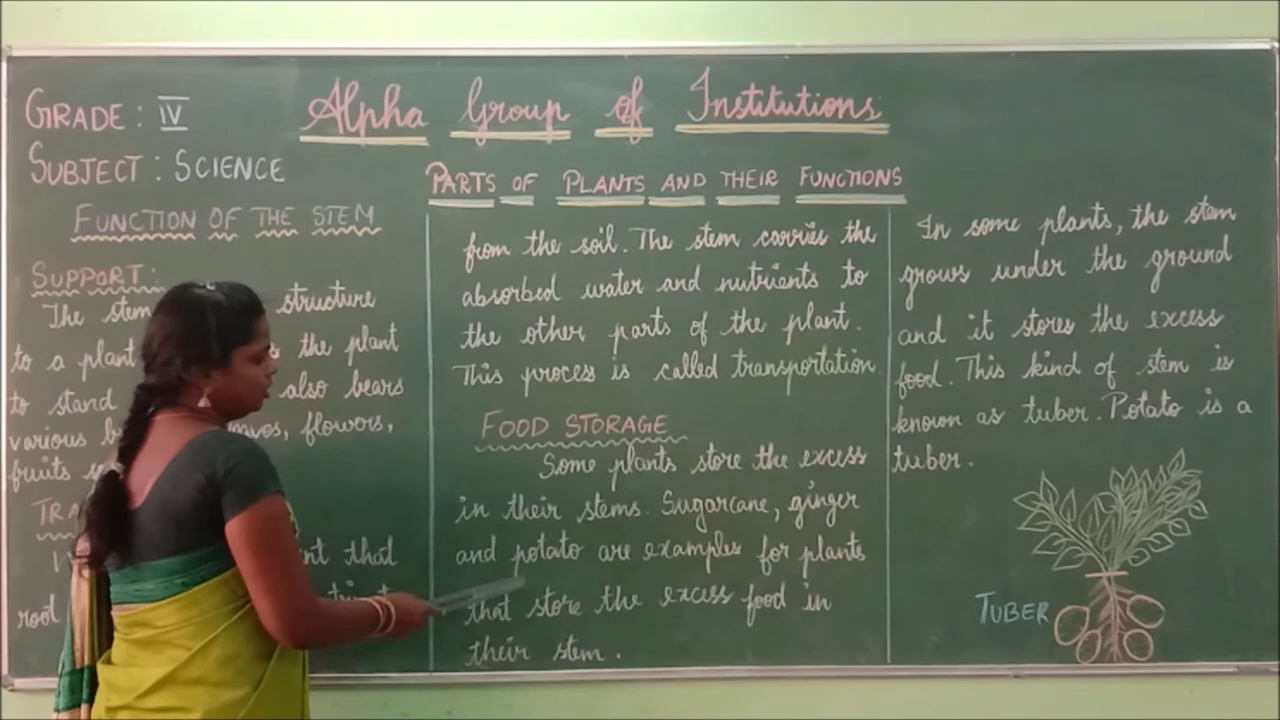 GRADE : IV
Alpha Group of Institutions
SUBJECT : SCIENCE
PARTS OF PLANTS AND THEIR FUNCTIONS
FUNCTION OF THE STEM
SUPPORT :
The stem structure
to a plant the plant
to stand also bears
various flowers,
fruits
that
root
from the soil. The stem carries the
absorbed water and nutrients to
the other parts of the plant.
This process is called transportation
FOOD STORAGE
Some plants store the excess
in their stems. Sugarcane, ginger
and potato are examples for plants
that store the excess food in
their stem.
In some plants, the stem
grows under the ground
and it stores the excess
food. This kind of stem is
known as tuber. Potato is a
tuber.
TUBER